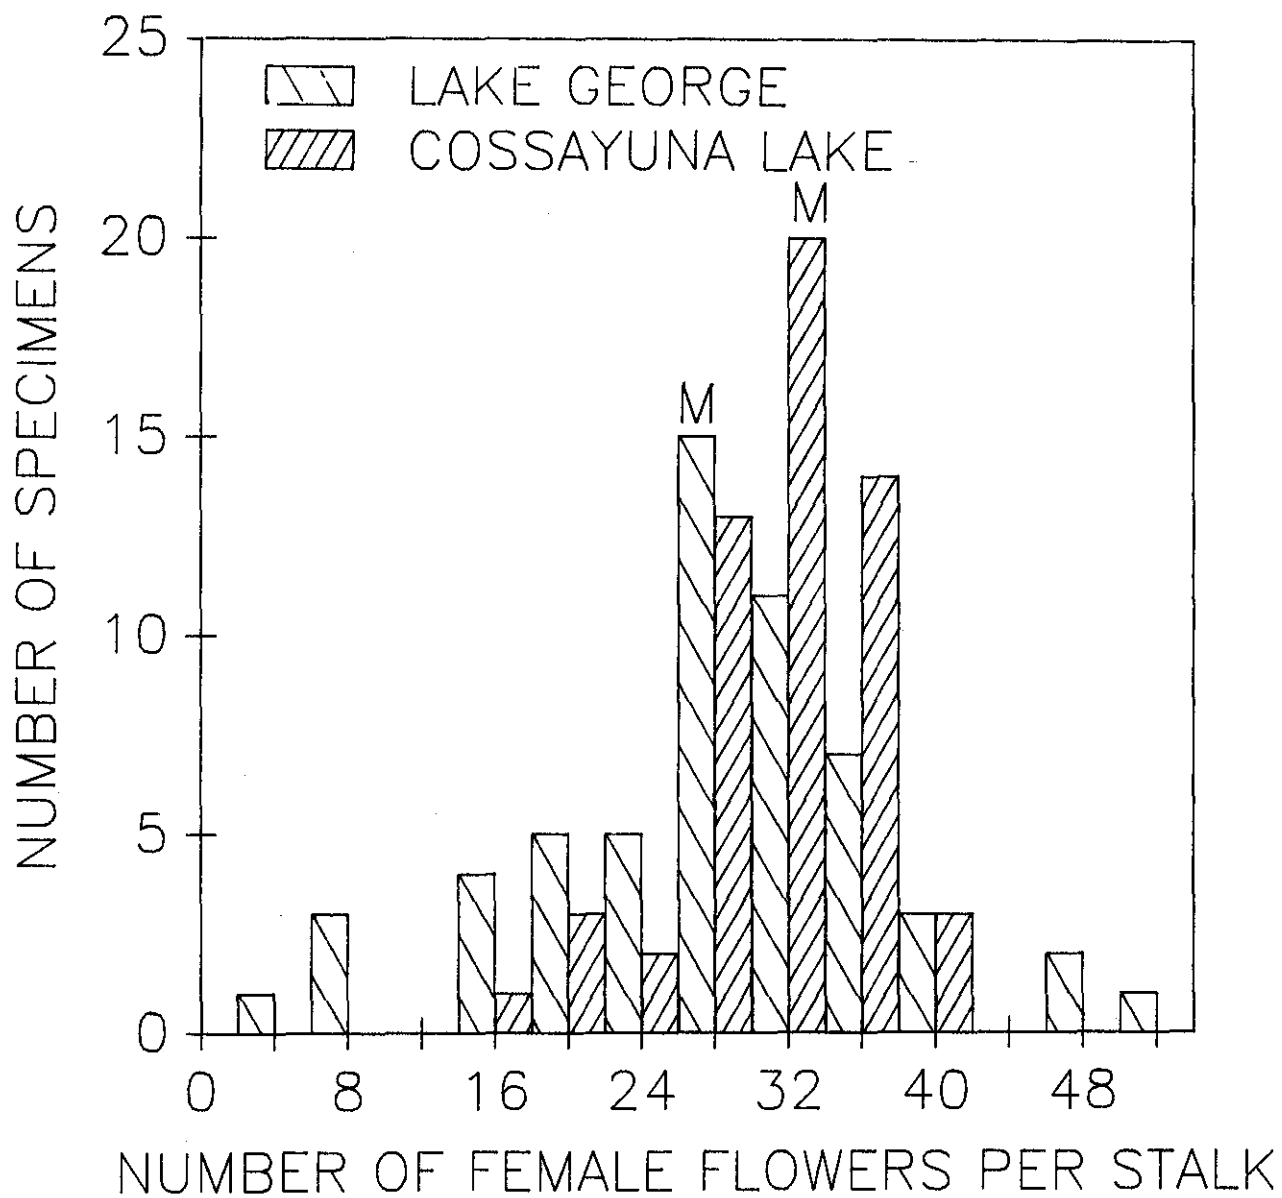 25
LAKE GEORGE
COSSAYUNA LAKE
M
20
M
15
10
5
0
NUMBER OF SPECIMENS
0 8 16 24 32 40 48
NUMBER OF FEMALE FLOWERS PER STALK